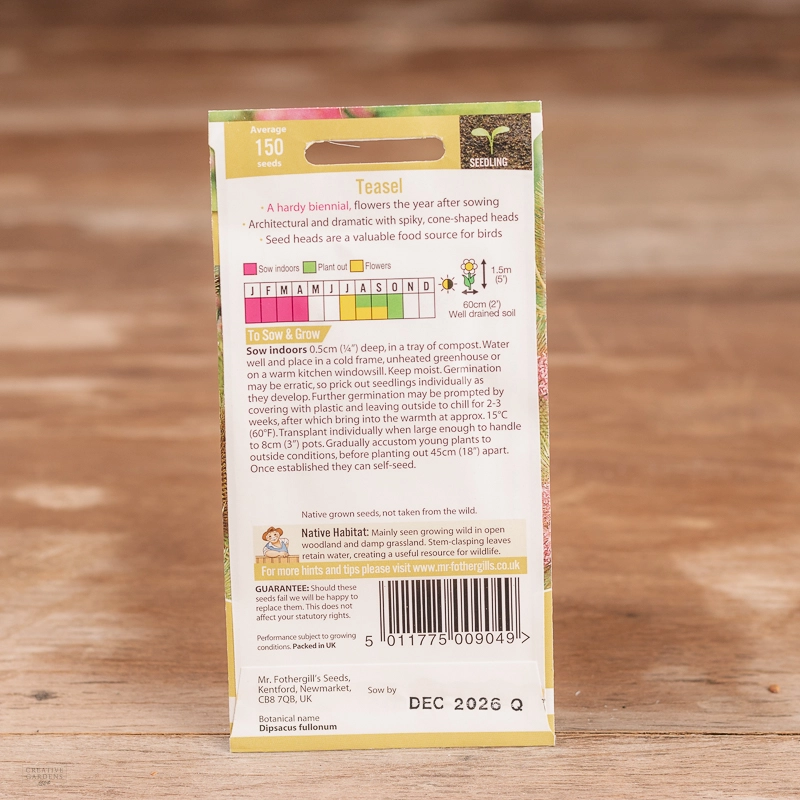 Average
150
seeds
SEEDLING
Teasel
• A hardy biennial, flowers the year after sowing
• Architectural and dramatic with spiky, cone-shaped heads
• Seed heads are a valuable food source for birds
Sow indoors Plant out Flowers
J F M A M J J A S O N D
1.5m
(5')
60cm (2')
Well drained soil
To Sow & Grow
Sow indoors 0.5cm (¼") deep, in a tray of compost. Water
well and place in a cold frame, unheated greenhouse or
on a warm kitchen windowsill. Keep moist. Germination
may be erratic, so prick out seedlings individually as
they develop. Further germination may be prompted by
covering with plastic and leaving outside to chill for 2-3
weeks, after which bring into the warmth at approx. 15°C
(60°F). Transplant individually when large enough to handle
to 8cm (3") pots. Gradually accustom young plants to
outside conditions, before planting out 45cm (18") apart.
Once established they can self-seed.
Native grown seeds, not taken from the wild.
Native Habitat: Mainly seen growing wild in open
woodland and damp grassland. Stem-clasping leaves
retain water, creating a useful resource for wildlife.
For more hints and tips please visit www.mr-fothergills.co.uk
GUARANTEE: Should these
seeds fail we will be happy to
replace them. This does not
affect your statutory rights.
Performance subject to growing
conditions. Packed in UK
5 011775 009049 >
Mr. Fothergill's Seeds,
Kentford, Newmarket,
CB8 7QB, UK
Sow by
DEC 2026 Q
Botanical name
Dipsacus fullonum
CREATIVE
GARDENS